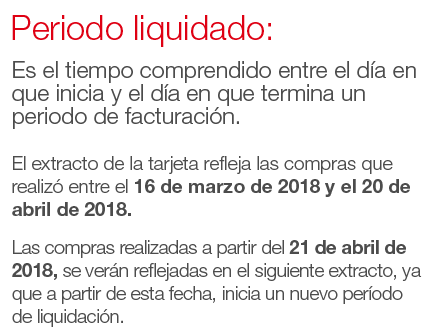 Periodo liquidado:
Es el tiempo comprendido entre el día en
que inicia y el día en que termina un
periodo de facturación.
El extracto de la tarjeta refleja las compras que
realizó entre el 16 de marzo de 2018 y el 20 de
abril de 2018.
Las compras realizadas a partir del 21 de abril de
2018, se verán reflejadas en el siguiente extracto, ya
que a partir de esta fecha, inicia un nuevo período
de liquidación.